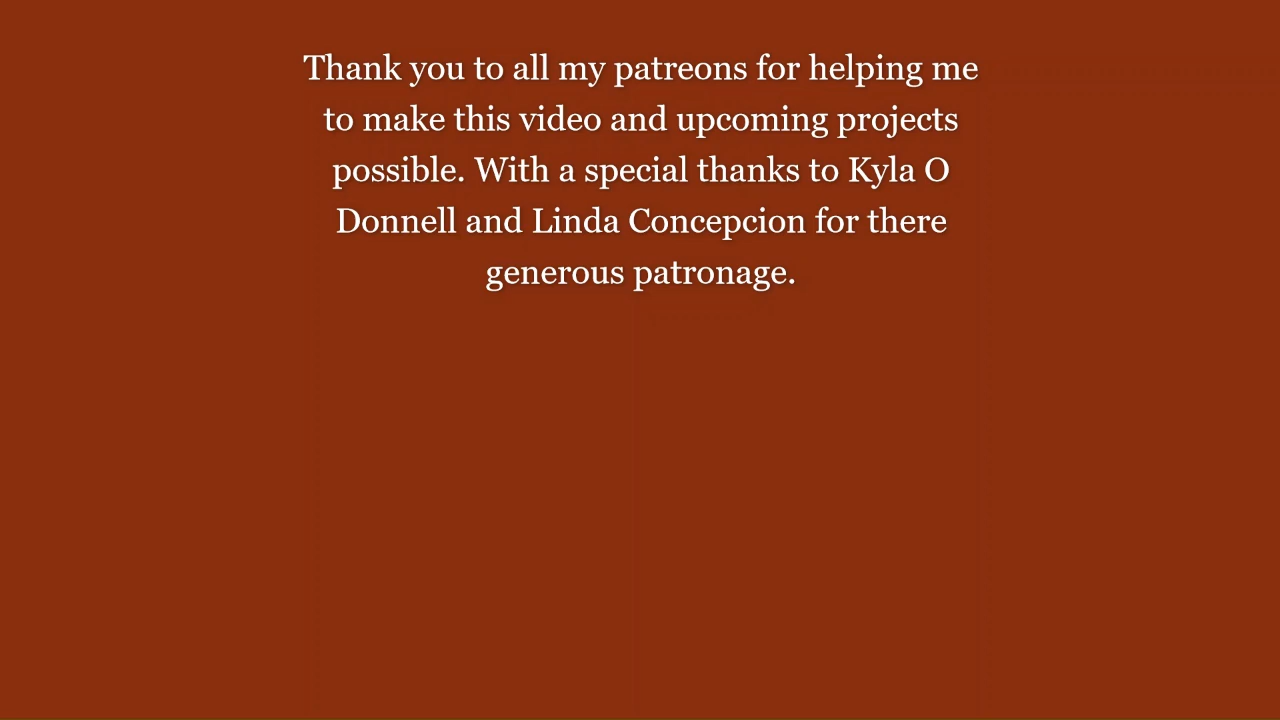 Thank you to all my patreons for helping me
to make this video and upcoming projects
possible. With a special thanks to Kyla O
Donnell and Linda Concepcion for there
generous patronage.